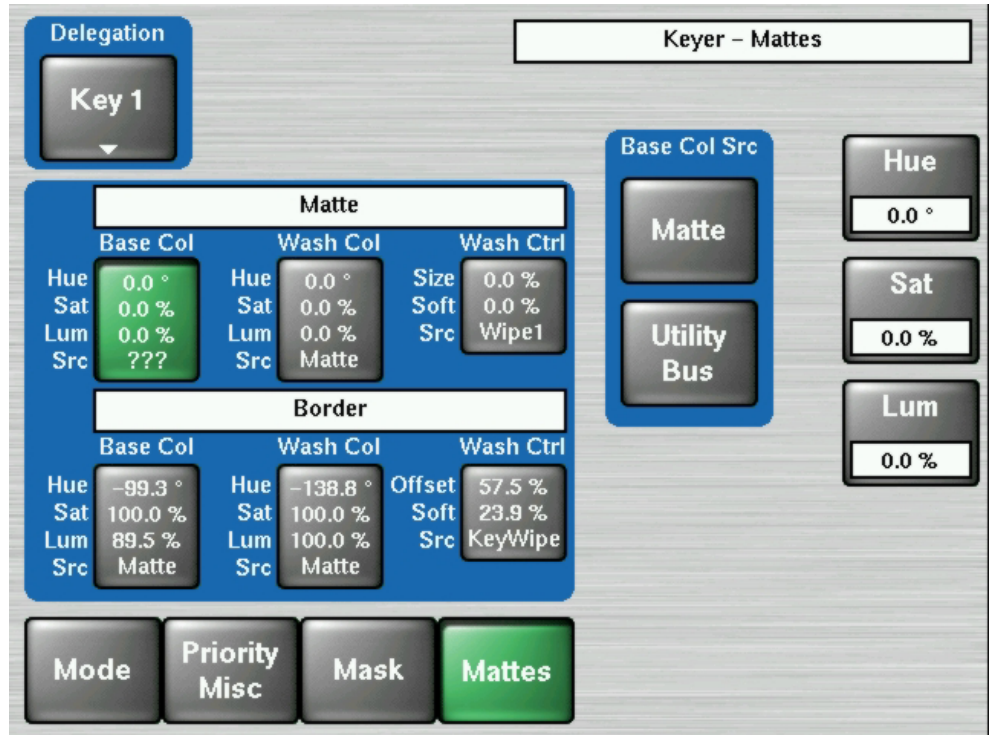 Delegation
Keyer – Mattes
Key 1
Base Col Src
Hue
0.0 °
Matte
Matte
Base Col Wash Col Wash Ctrl
Hue 0.0 ° Hue 0.0 ° Size 0.0 %
Sat 0.0 % Sat 0.0 % Soft 0.0 %
Lum 0.0 % Lum 0.0 % Src Wipe1
Src ??? Src Matte
Sat
0.0 %
Utility
Bus
Border
Base Col Wash Col Wash Ctrl
Hue −99.3 ° Hue −138.8 ° Offset 57.5 %
Sat 100.0 % Sat 100.0 % Soft 23.9 %
Lum 89.5 % Lum 100.0 % Src KeyWipe
Src Matte Src Matte
Lum
0.0 %
Mode
Priority
Misc
Mask
Mattes